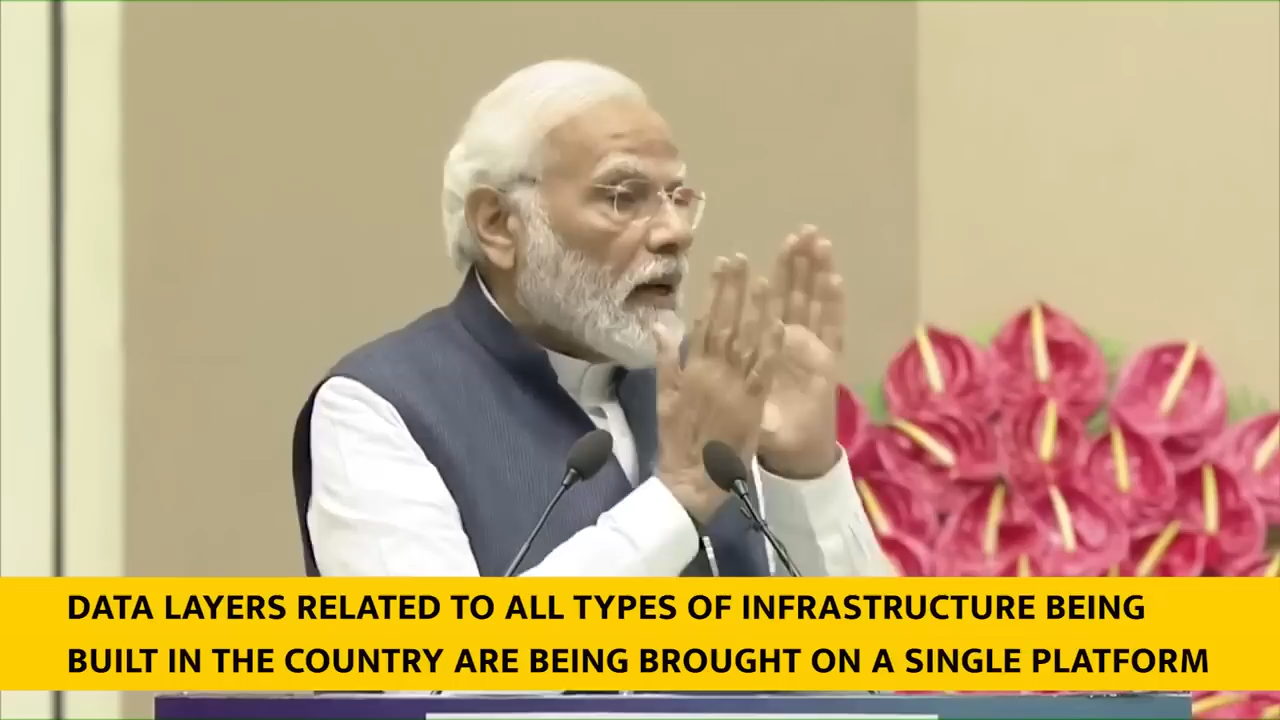 DATA LAYERS RELATED TO ALL TYPES OF INFRASTRUCTURE BEING
BUILT IN THE COUNTRY ARE BEING BROUGHT ON A SINGLE PLATFORM